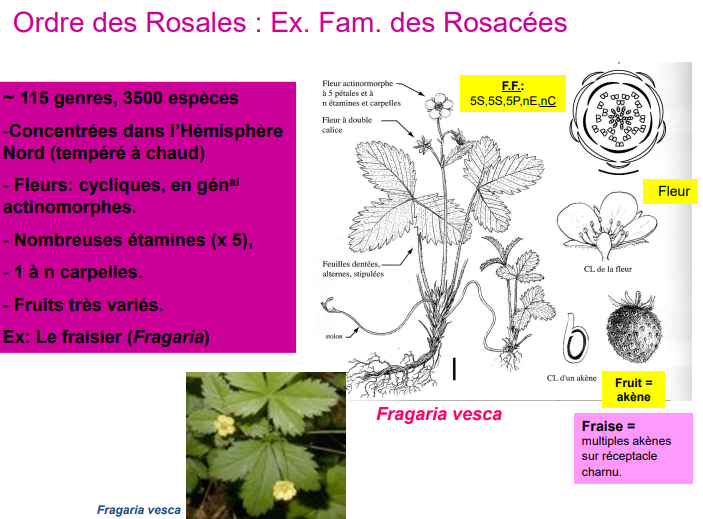 Ordre des Rosales : Ex. Fam. des Rosacées
~ 115 genres, 3500 espèces
-Concentrées dans l'Hémisphère
Nord (tempéré à chaud)
- Fleurs: cycliques, en génal
actinomorphes.
- Nombreuses étamines (x 5),
- 1 à n carpelles.
- Fruits très variés.
Ex: Le fraisier (Fragaria)
Fleur actinormorphe
à 5 pétales et à
n étamines et carpelles
Fleur à double
calice
Feuilles dentées,
alternes, stipulées
stolon
F.F.:
5S,5S,5P,nE,nC
Fleur
CL de la fleur
CL d'un akène
Fruit =
akène
Fragaria vesca
Fraise =
multiples akènes
sur réceptacle
charnu.
Fragaria vesca